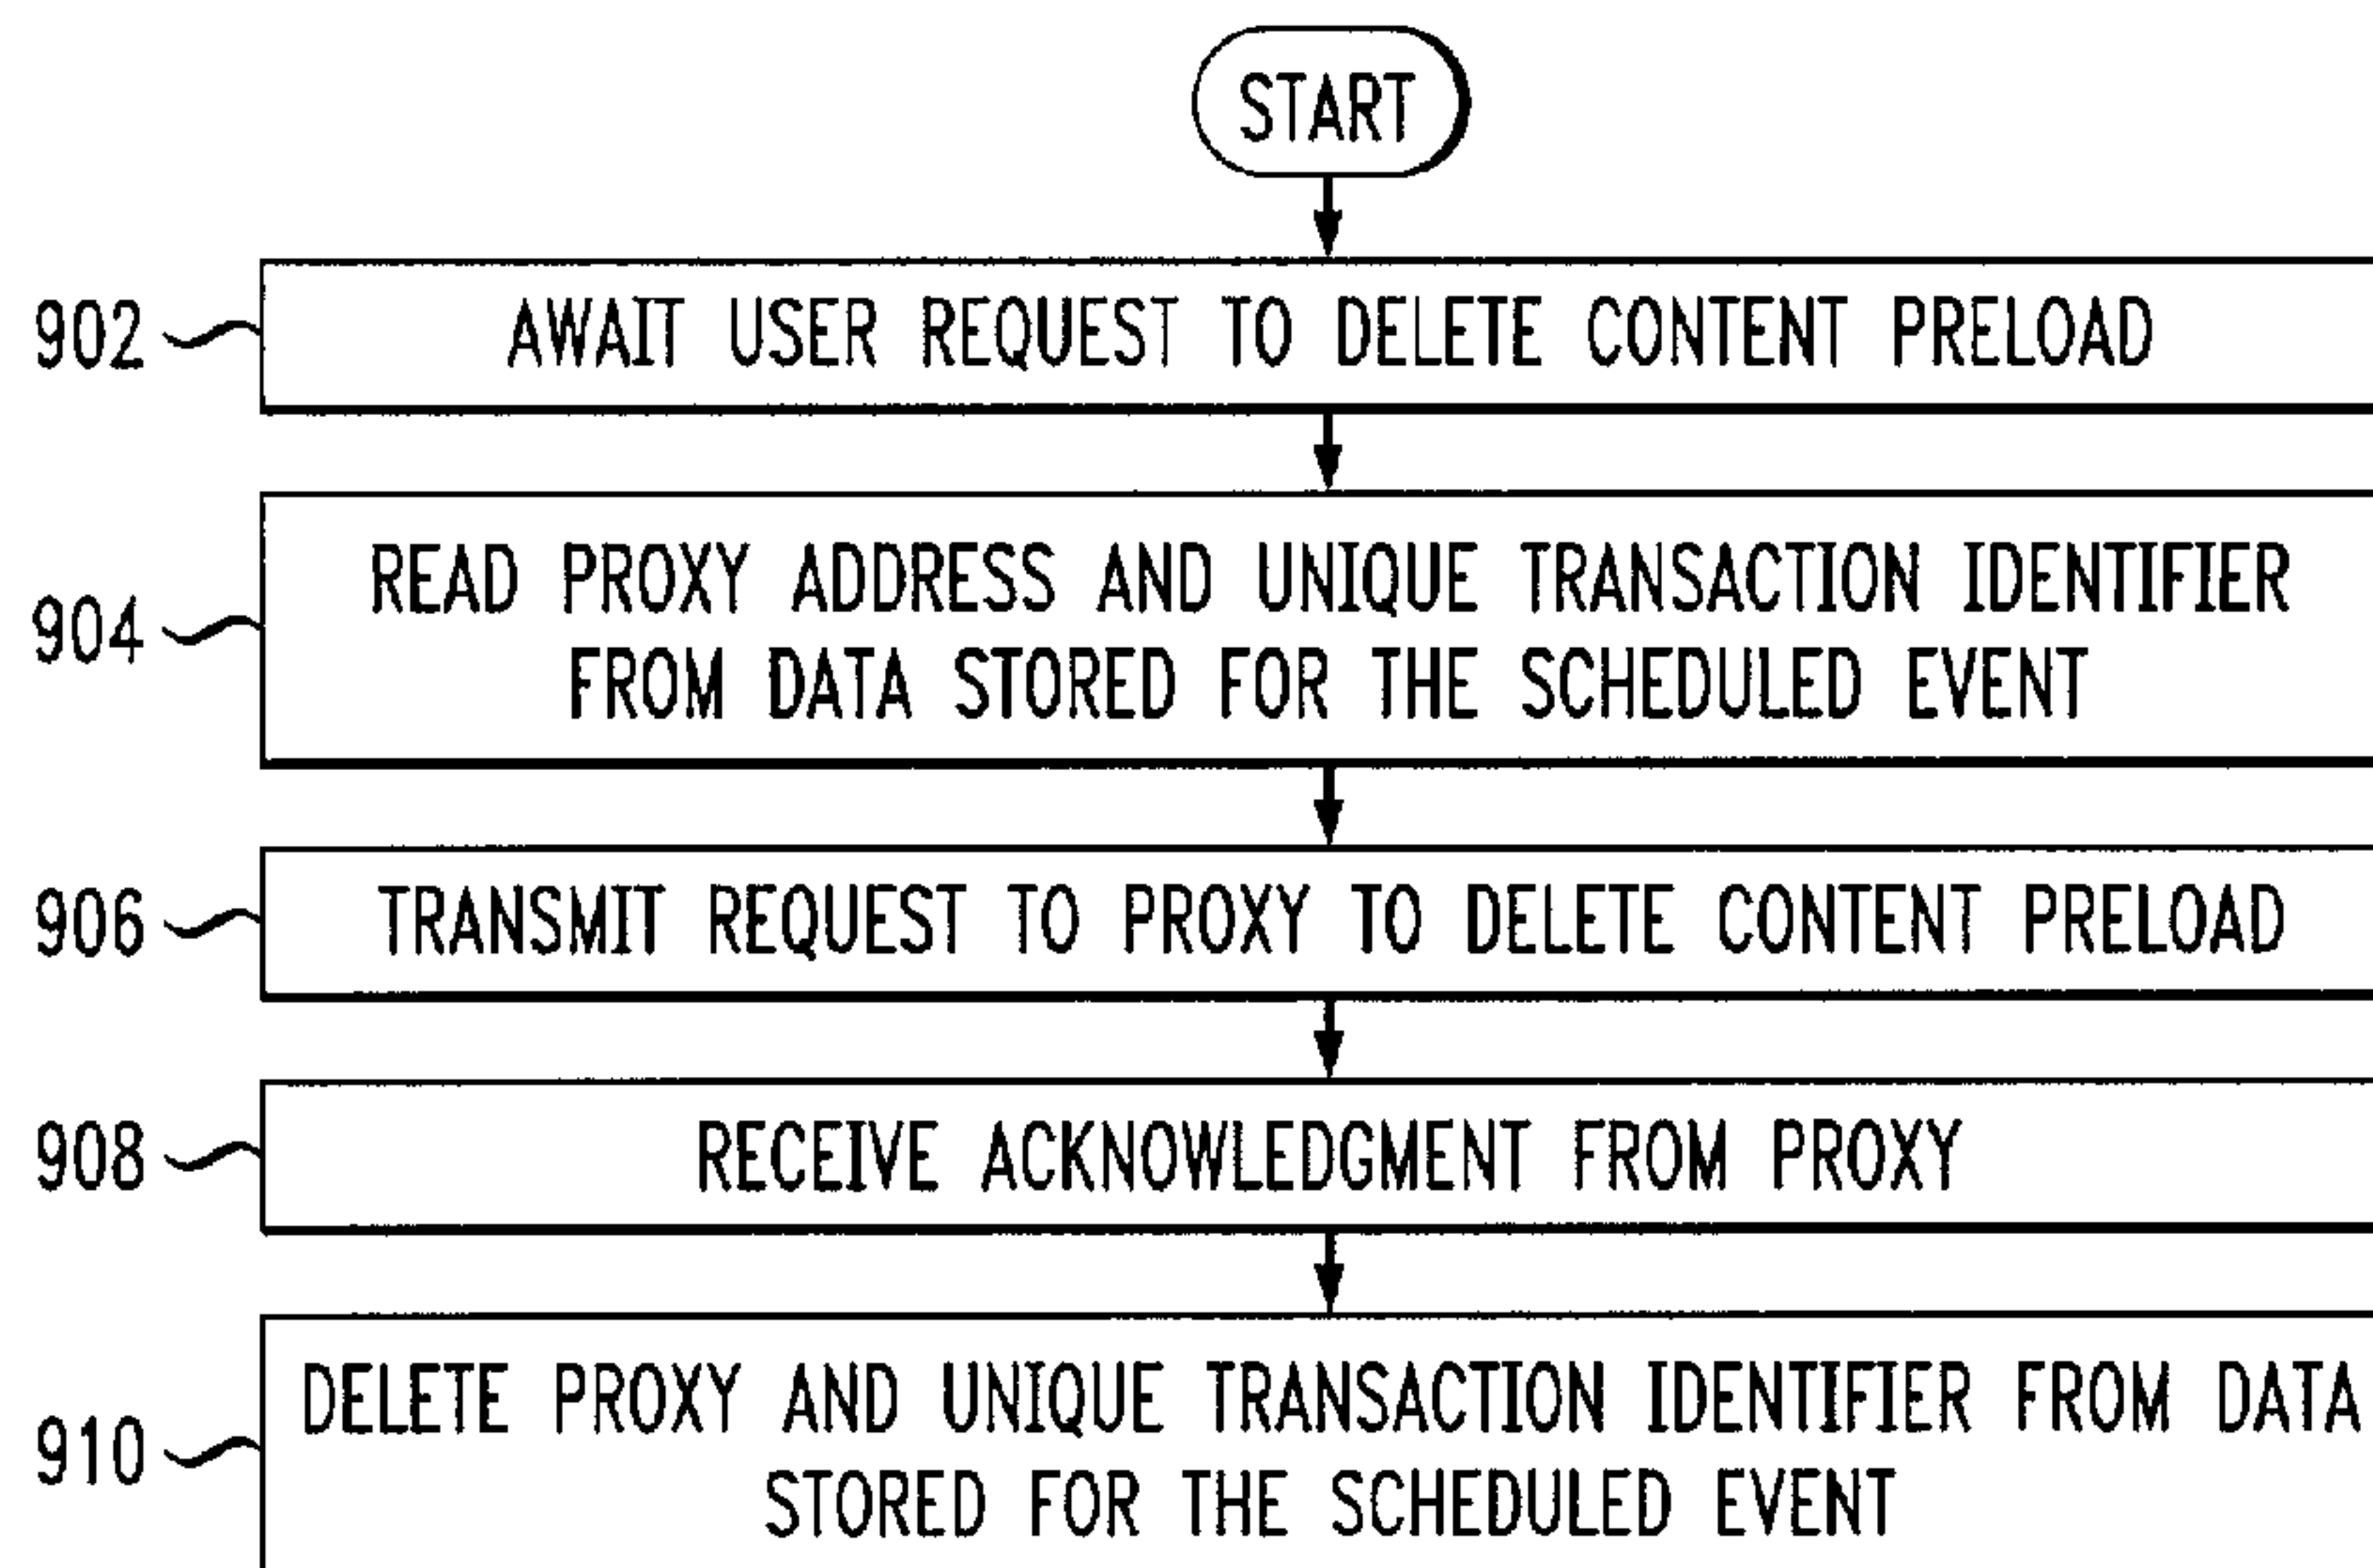 START
902
AWAIT USER REQUEST TO DELETE CONTENT PRELOAD
904
READ PROXY ADDRESS AND UNIQUE TRANSACTION IDENTIFIER
FROM DATA STORED FOR THE SCHEDULED EVENT
906
TRANSMIT REQUEST TO PROXY TO DELETE CONTENT PRELOAD
908
RECEIVE ACKNOWLEDGMENT FROM PROXY
910
DELETE PROXY AND UNIQUE TRANSACTION IDENTIFIER FROM DATA
STORED FOR THE SCHEDULED EVENT